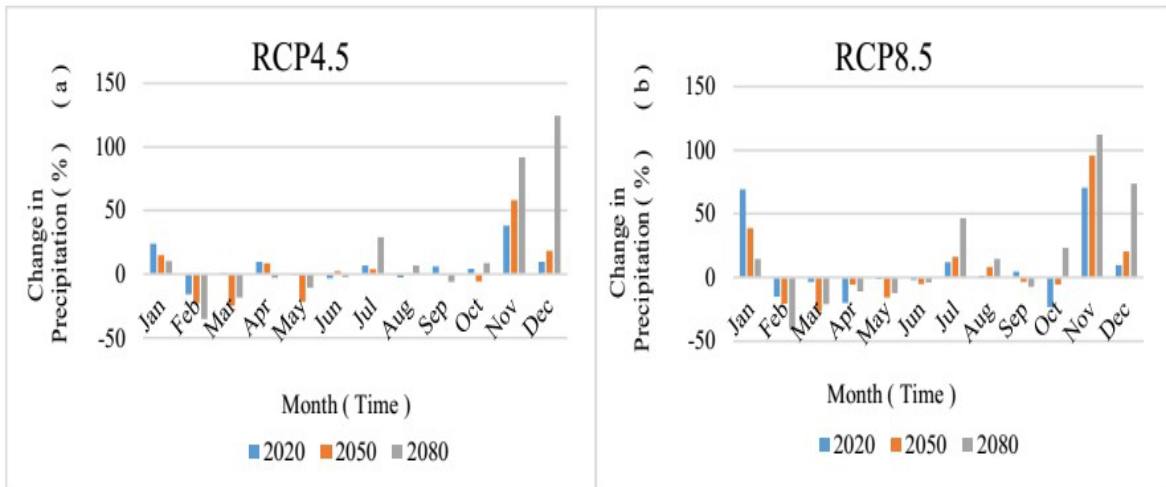 RCP4.5
( a )
Change in
Precipitation ( % )
150
100
50
0
-50
Jan
Feb
Mar
Apr
May
Jun
Jul
Aug
Sep
Oct
Nov
Dec
Month ( Time )
2020 2050 2080
RCP8.5
( b )
Change in
Precipitation ( % )
150
100
50
0
-50
Jan
Feb
Mar
Apr
May
Jun
Jul
Aug
Sep
Oct
Nov
Dec
Month ( Time )
2020 2050 2080